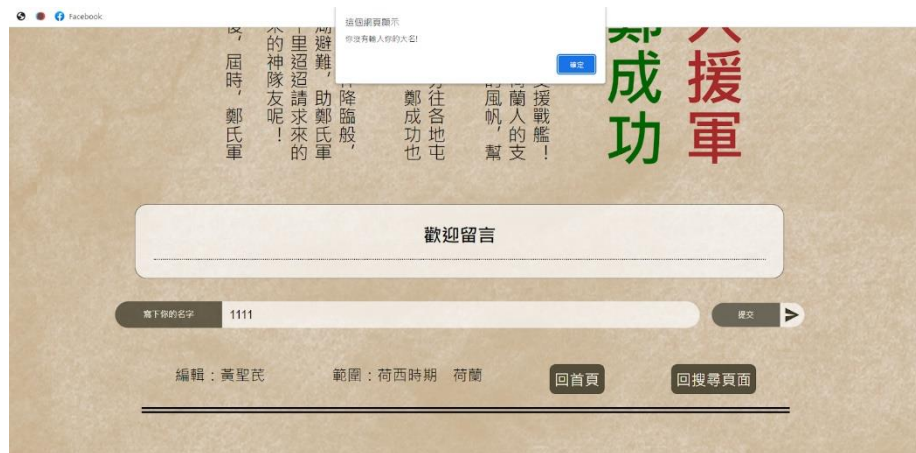 Facebook
這個網頁顯示
你沒有輸入你的大名!
確定
人援軍
鄭成功
援戰艦！
蘭人的支
的風帆，幫
往各地屯
鄭成功也
降臨般，
避難，助鄭氏軍
里迢迢請求來的
的神隊友呢！
屆時，鄭氏軍
歡迎留言
寫下你的名字
1111
提交
編輯：黃聖芪
範圍：荷西時期 荷蘭
回首頁
回搜尋頁面